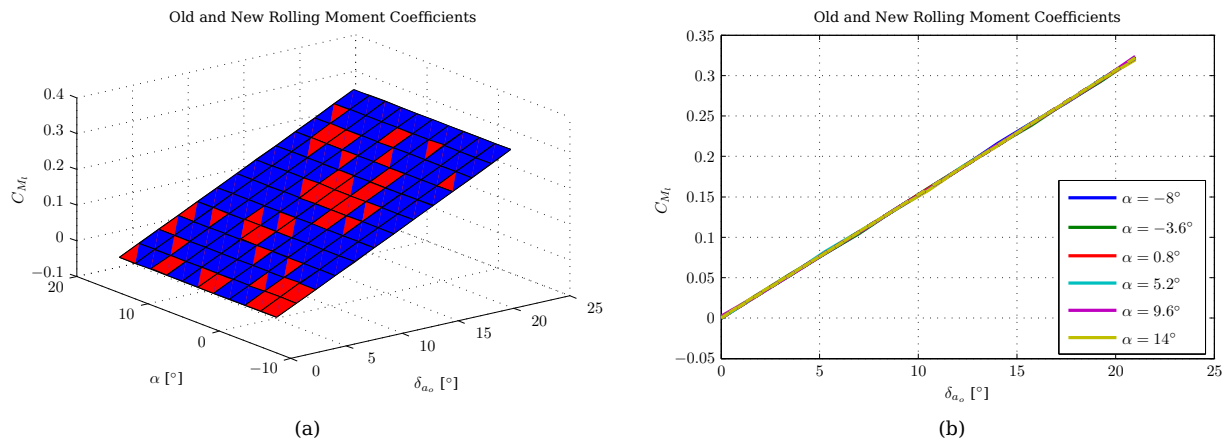 Old and New Rolling Moment Coefficients
0.4
0.3
0.2
0.1
0
−0.1
C_{M_l}
20
10
0
−10
α [°]
0
5
10
15
20
25
δ_{a_o} [°]
(a)
Old and New Rolling Moment Coefficients
0.35
0.3
0.25
0.2
0.15
0.1
0.05
0
−0.05
C_{M_l}
0
5
10
15
20
25
δ_{a_o} [°]
α = −8°
α = −3.6°
α = 0.8°
α = 5.2°
α = 9.6°
α = 14°
(b)